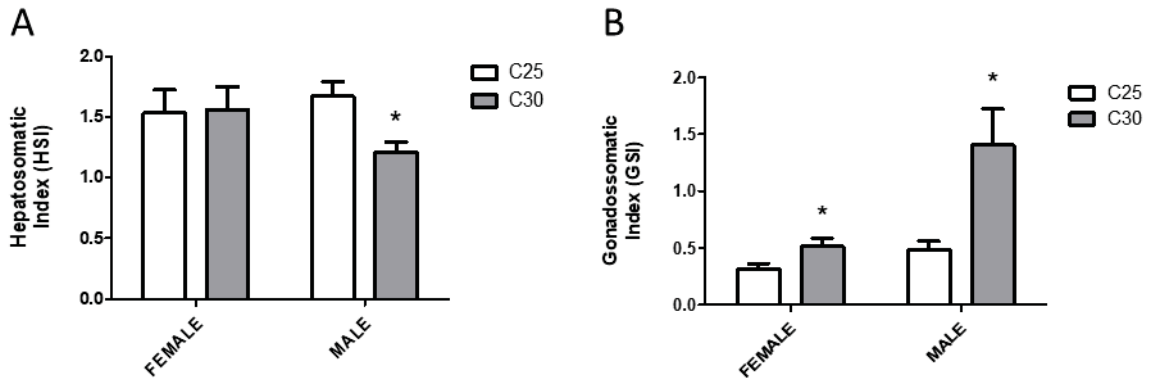 A
Hepatosomatic
Index (HSI)
2.0
1.5
1.0
0.5
0.0
*
FEMALE
MALE
C25
C30
B
Gonadossomatic
Index (GSI)
2.0
1.5
1.0
0.5
0.0
*
*
FEMALE
MALE
C25
C30